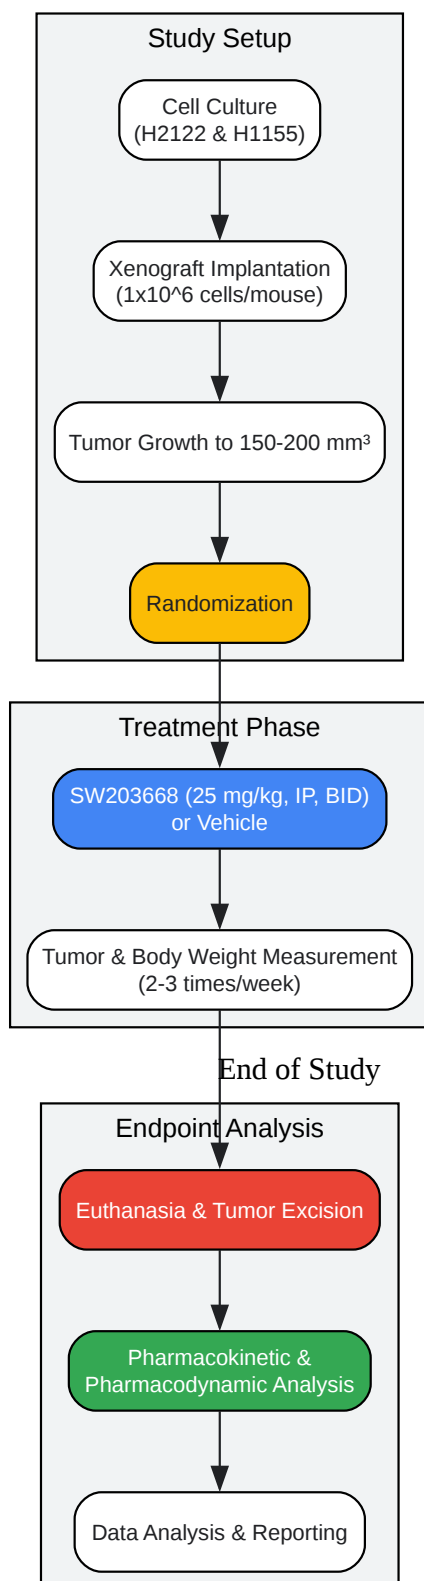 Study Setup
Cell Culture
(H2122 & H1155)
Xenograft Implantation
(1x10^6 cells/mouse)
Tumor Growth to 150-200 mm³
Randomization
Treatment Phase
SW203668 (25 mg/kg, IP, BID)
or Vehicle
Tumor & Body Weight Measurement
(2-3 times/week)
End of Study
Endpoint Analysis
Euthanasia & Tumor Excision
Pharmacokinetic &
Pharmacodynamic Analysis
Data Analysis & Reporting